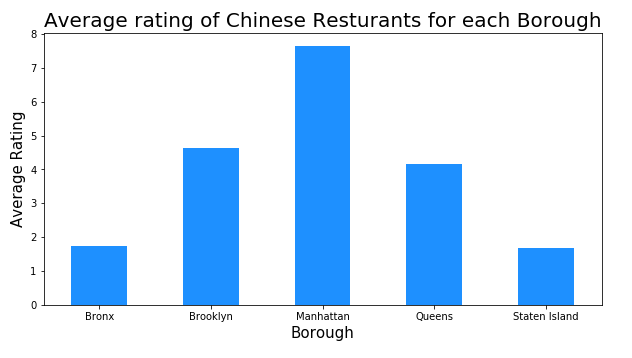 Average rating of Chinese Resturants for each Borough
Average Rating
8
7
6
5
4
3
2
1
0
Bronx Brooklyn Manhattan Queens Staten Island
Borough